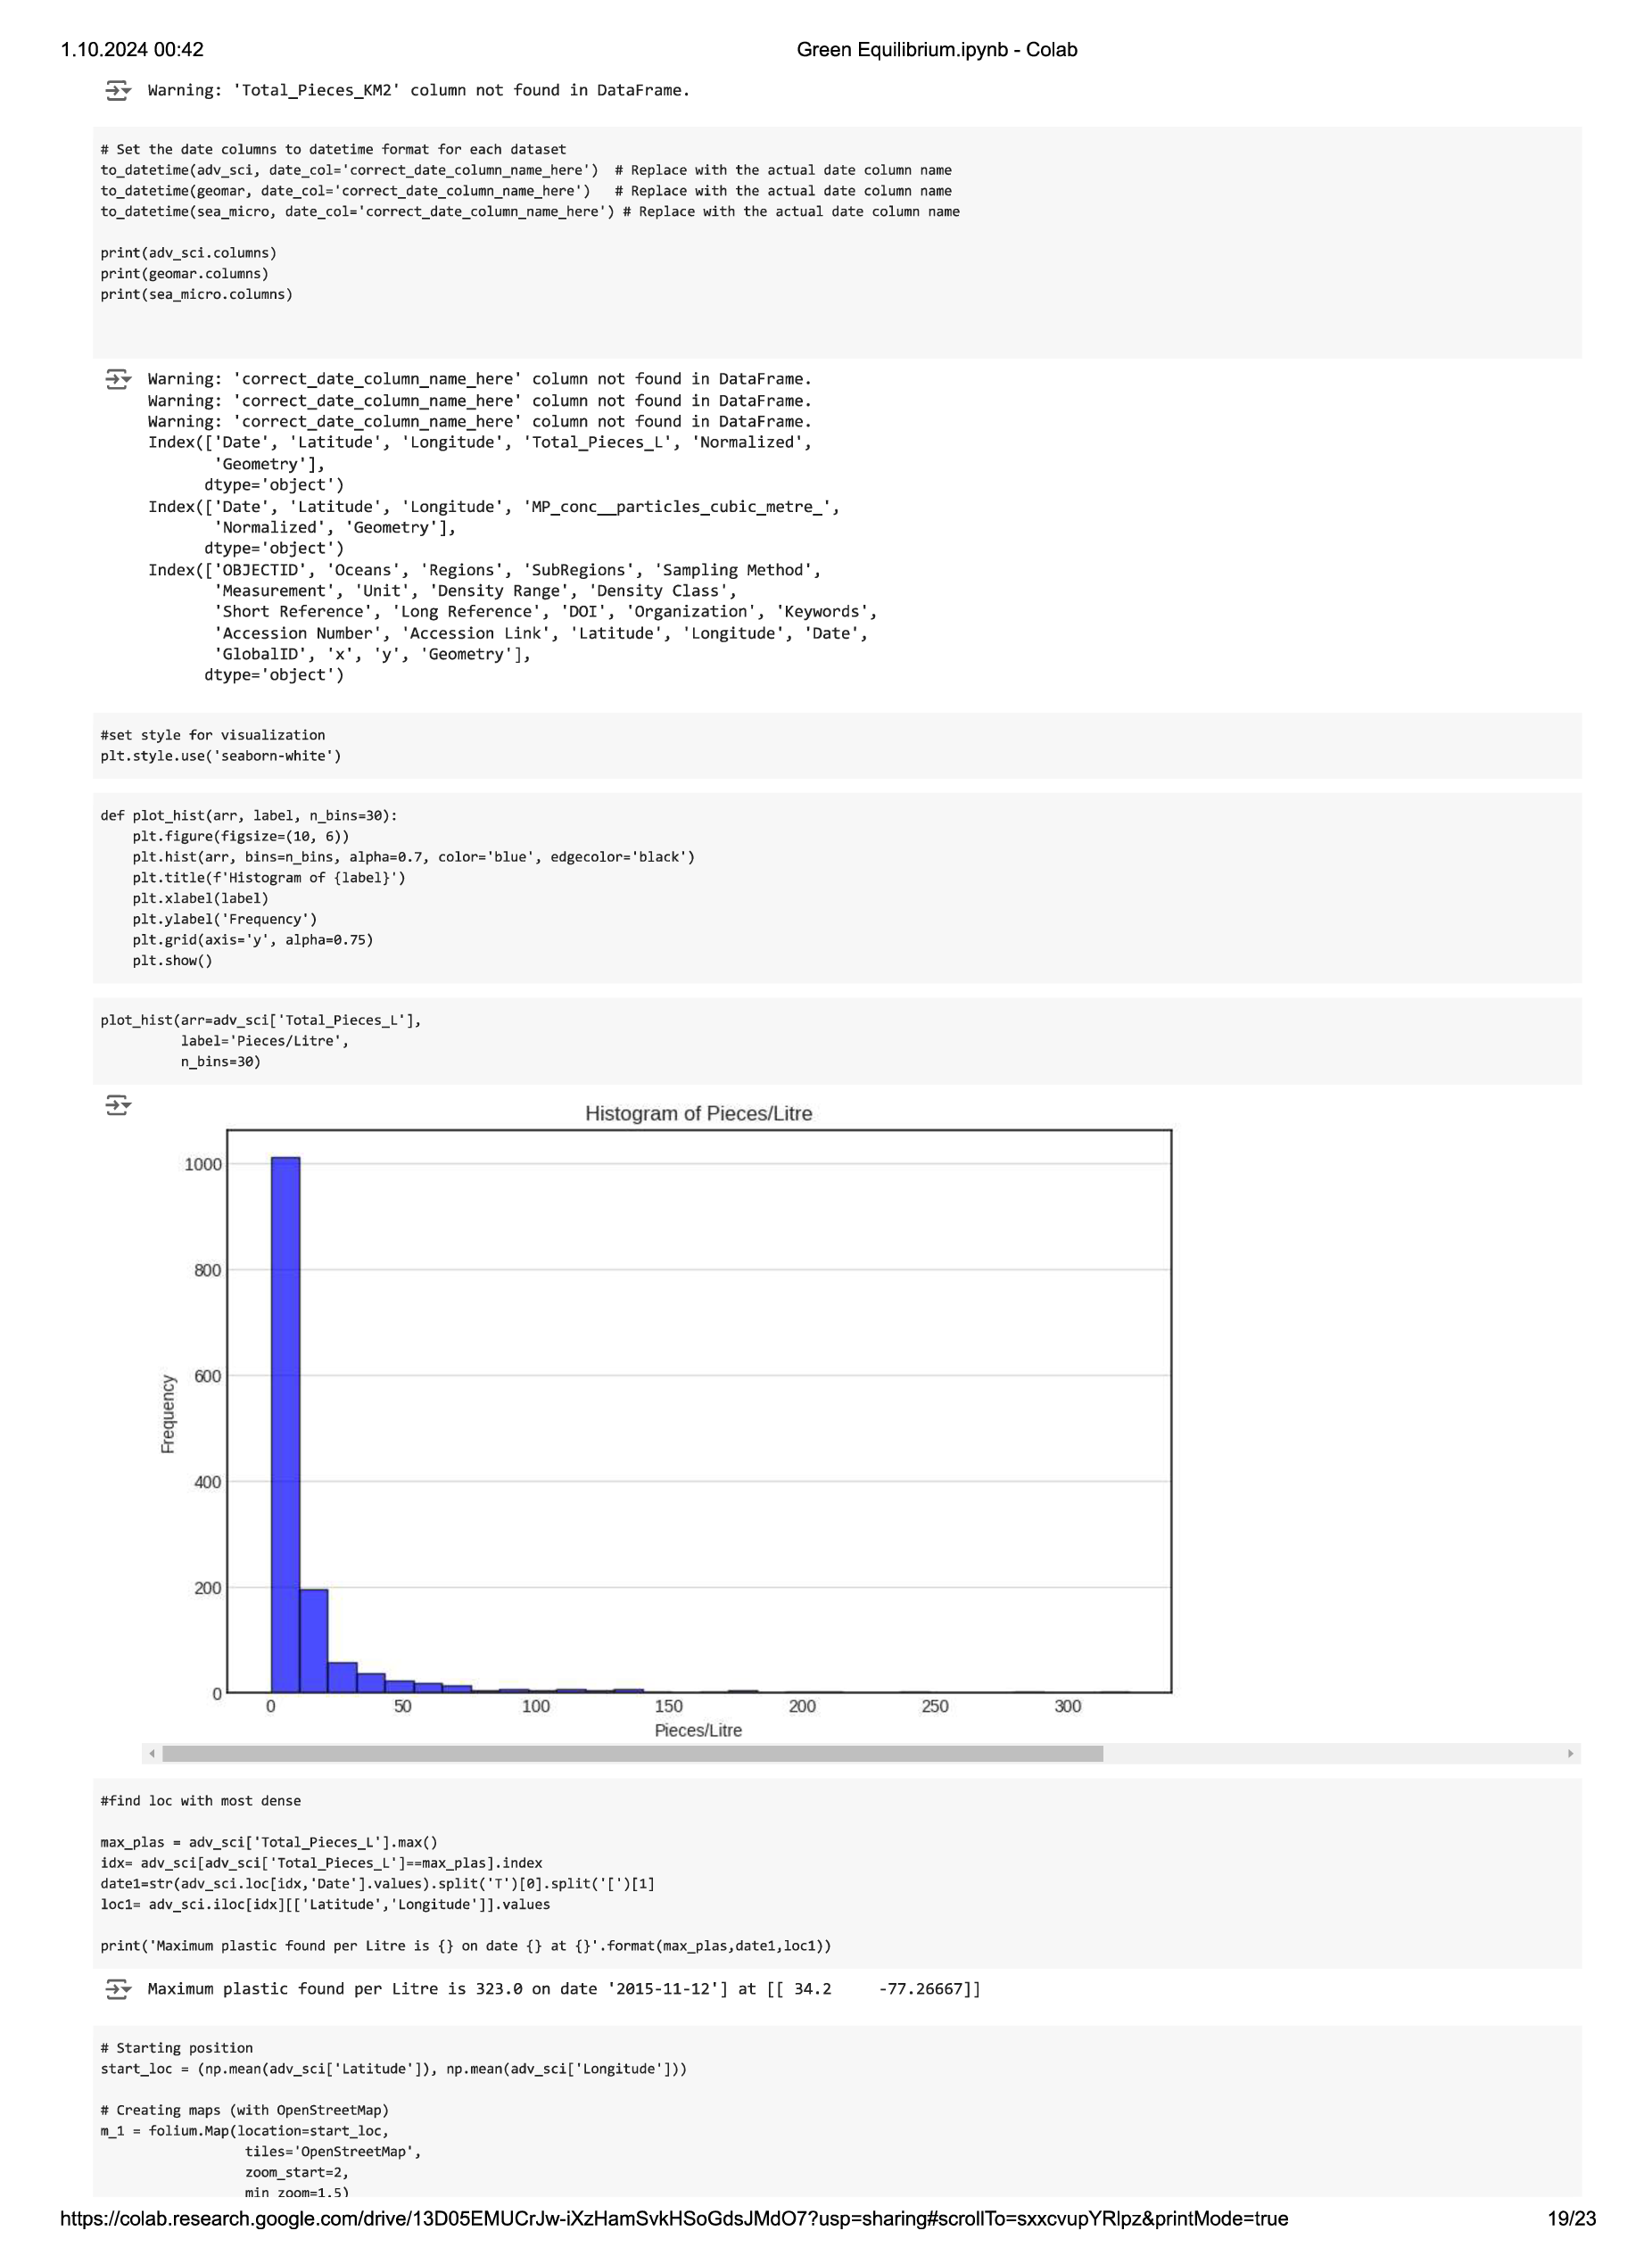 1.10.2024 00:42
Green Equilibrium.ipynb - Colab
Warning: 'Total_Pieces_KM2' column not found in DataFrame.
# Set the date columns to datetime format for each dataset
to_datetime(adv_sci, date_col='correct_date_column_name_here')  # Replace with the actual date column name
to_datetime(geomar, date_col='correct_date_column_name_here')   # Replace with the actual date column name
to_datetime(sea_micro, date_col='correct_date_column_name_here') # Replace with the actual date column name
print(adv_sci.columns)
print(geomar.columns)
print(sea_micro.columns)
Warning: 'correct_date_column_name_here' column not found in DataFrame.
Warning: 'correct_date_column_name_here' column not found in DataFrame.
Warning: 'correct_date_column_name_here' column not found in DataFrame.
Index(['Date', 'Latitude', 'Longitude', 'Total_Pieces_L', 'Normalized',
       'Geometry'],
      dtype='object')
Index(['Date', 'Latitude', 'Longitude', 'MP_conc__particles_cubic_metre_',
       'Normalized', 'Geometry'],
      dtype='object')
Index(['OBJECTID', 'Oceans', 'Regions', 'SubRegions', 'Sampling Method',
       'Measurement', 'Unit', 'Density Range', 'Density Class',
       'Short Reference', 'Long Reference', 'DOI', 'Organization', 'Keywords',
       'Accession Number', 'Accession Link', 'Latitude', 'Longitude', 'Date',
       'GlobalID', 'x', 'y', 'Geometry'],
      dtype='object')
#set style for visualization
plt.style.use('seaborn-white')
def plot_hist(arr, label, n_bins=30):
    plt.figure(figsize=(10, 6))
    plt.hist(arr, bins=n_bins, alpha=0.7, color='blue', edgecolor='black')
    plt.title(f'Histogram of {label}')
    plt.xlabel(label)
    plt.ylabel('Frequency')
    plt.grid(axis='y', alpha=0.75)
    plt.show()
plot_hist(arr=adv_sci['Total_Pieces_L'],
          label='Pieces/Litre',
          n_bins=30)
Histogram of Pieces/Litre
1000
800
600
400
200
0
Frequency
0 50 100 150 200 250 300
Pieces/Litre
#find loc with most dense
max_plas = adv_sci['Total_Pieces_L'].max()
idx= adv_sci[adv_sci['Total_Pieces_L']==max_plas].index
date1=str(adv_sci.loc[idx,'Date'].values).split('T')[0].split('[')[1]
loc1= adv_sci.iloc[idx][['Latitude','Longitude']].values
print('Maximum plastic found per Litre is {} on date {} at {}'.format(max_plas,date1,loc1))
Maximum plastic found per Litre is 323.0 on date '2015-11-12'] at [[ 34.2     -77.26667]]
# Starting position
start_loc = (np.mean(adv_sci['Latitude']), np.mean(adv_sci['Longitude']))
# Creating maps (with OpenStreetMap)
m_1 = folium.Map(location=start_loc,
                  tiles='OpenStreetMap',
                  zoom_start=2,
                  min_zoom=1.5)
https://colab.research.google.com/drive/13D05EMUCrJw-iXzHamSvkHSoGdsJMdO7?usp=sharing#scrollTo=sxxcvupYRlpz&printMode=true
19/23